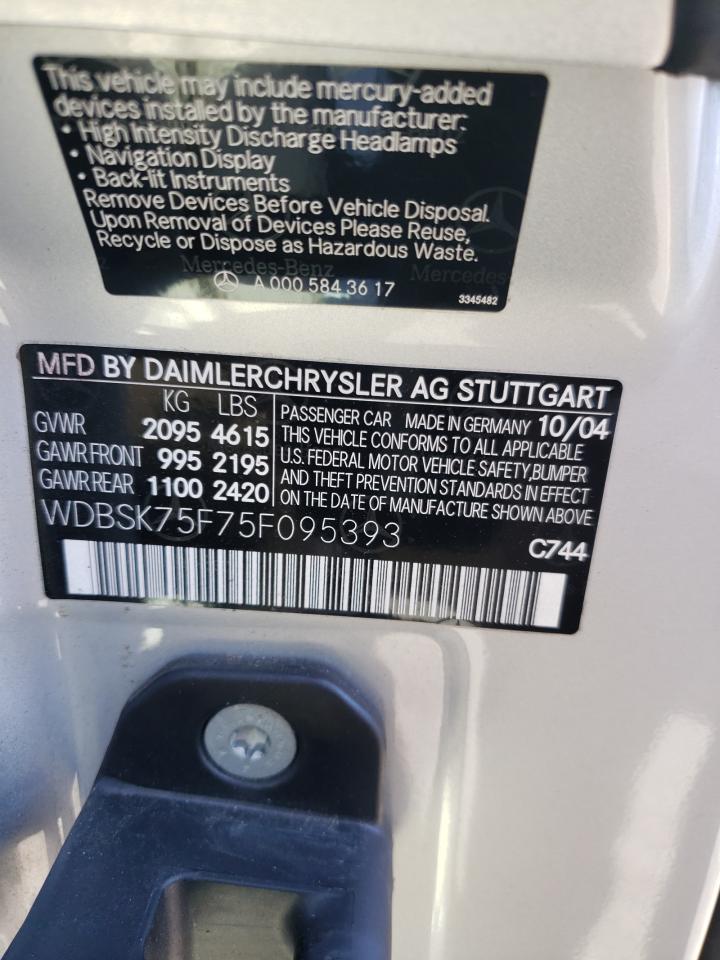 This vehicle may include mercury-added
devices installed by the manufacturer:
• High Intensity Discharge Headlamps
• Navigation Display
• Back-lit Instruments
Remove Devices Before Vehicle Disposal.
Upon Removal of Devices Please Reuse,
Recycle or Dispose as Hazardous Waste.
Mercedes-Benz Mercedes
A 000 584 36 17
3345482
MFD BY DAIMLERCHRYSLER AG STUTTGART
KG LBS
GVWR 2095 4615
GAWR FRONT 995 2195
GAWR REAR 1100 2420
PASSENGER CAR MADE IN GERMANY 10/04
THIS VEHICLE CONFORMS TO ALL APPLICABLE
U.S. FEDERAL MOTOR VEHICLE SAFETY,BUMPER
AND THEFT PREVENTION STANDARDS IN EFFECT
ON THE DATE OF MANUFACTURE SHOWN ABOVE.
WDBSK75F75F095393
C744